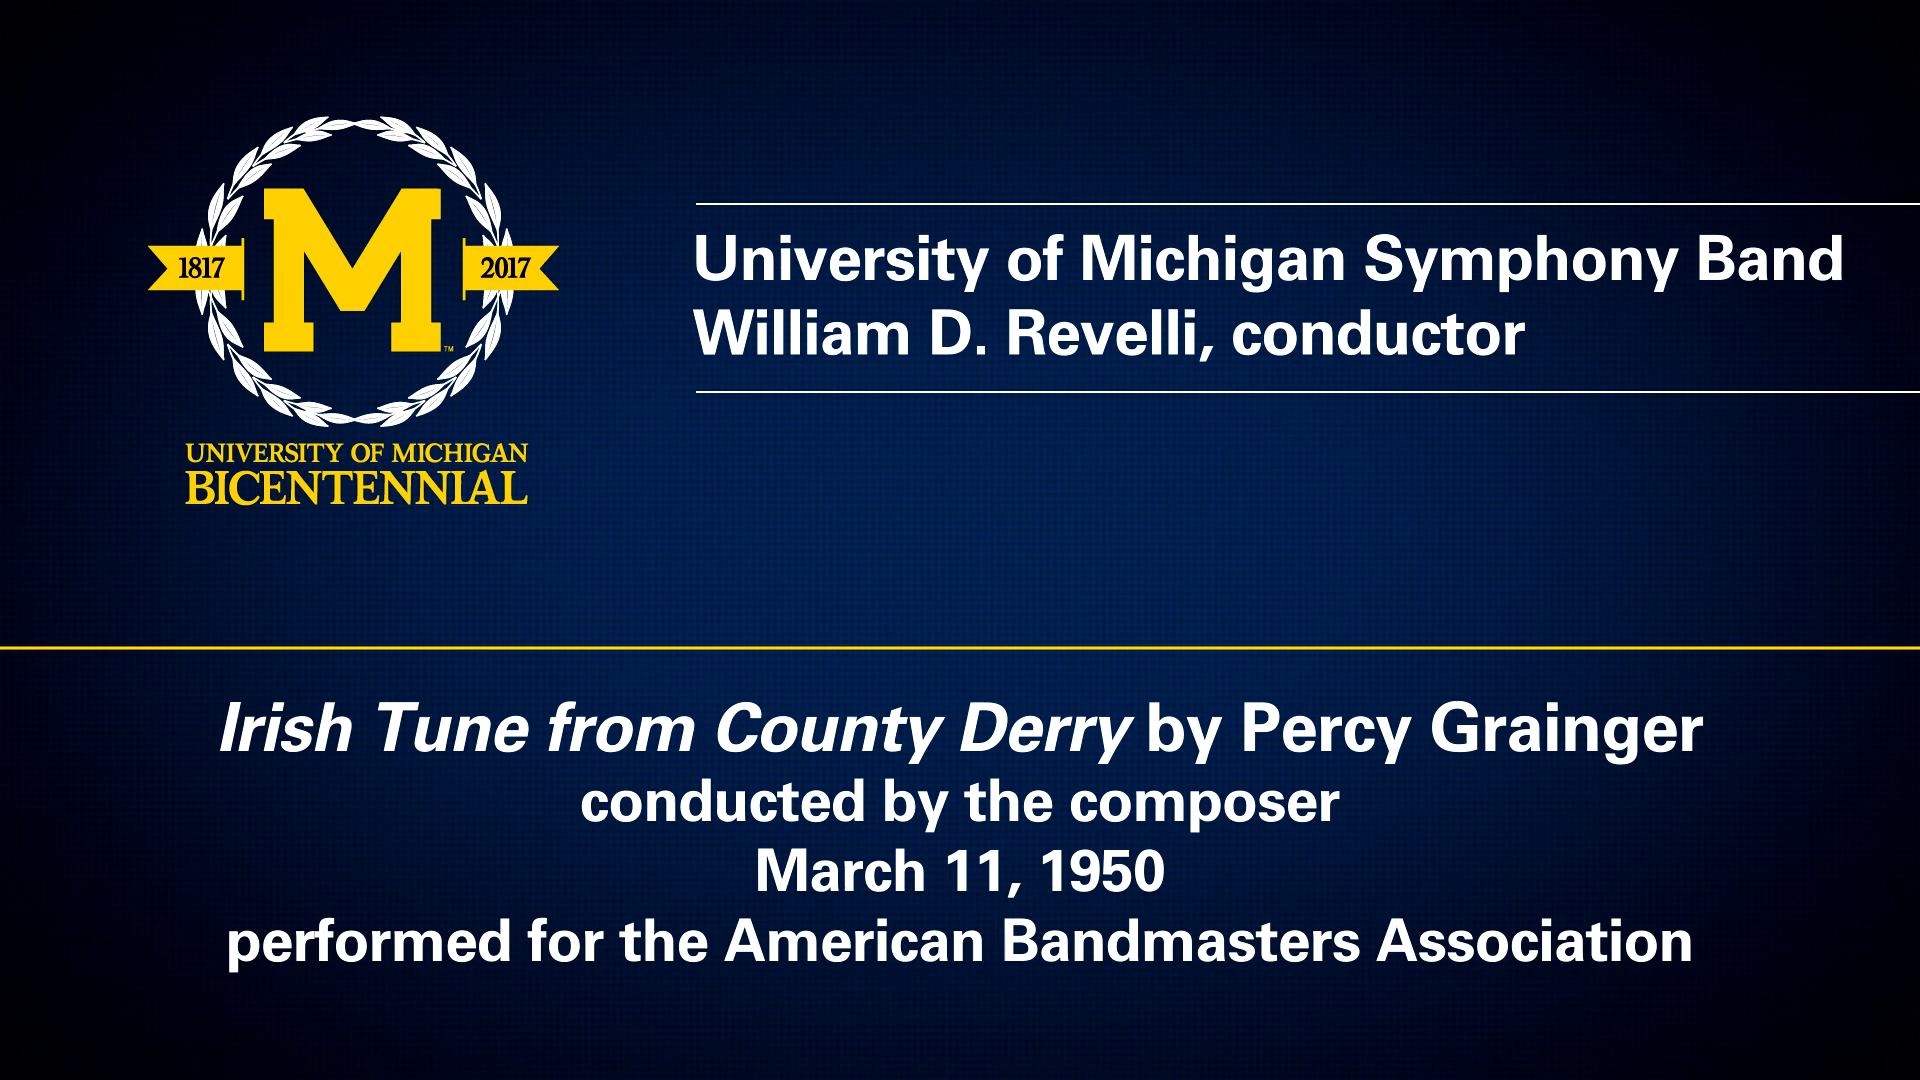 1817
M
2017
™
UNIVERSITY OF MICHIGAN
BICENTENNIAL
University of Michigan Symphony Band
William D. Revelli, conductor
Irish Tune from County Derry by Percy Grainger
conducted by the composer
March 11, 1950
performed for the American Bandmasters Association